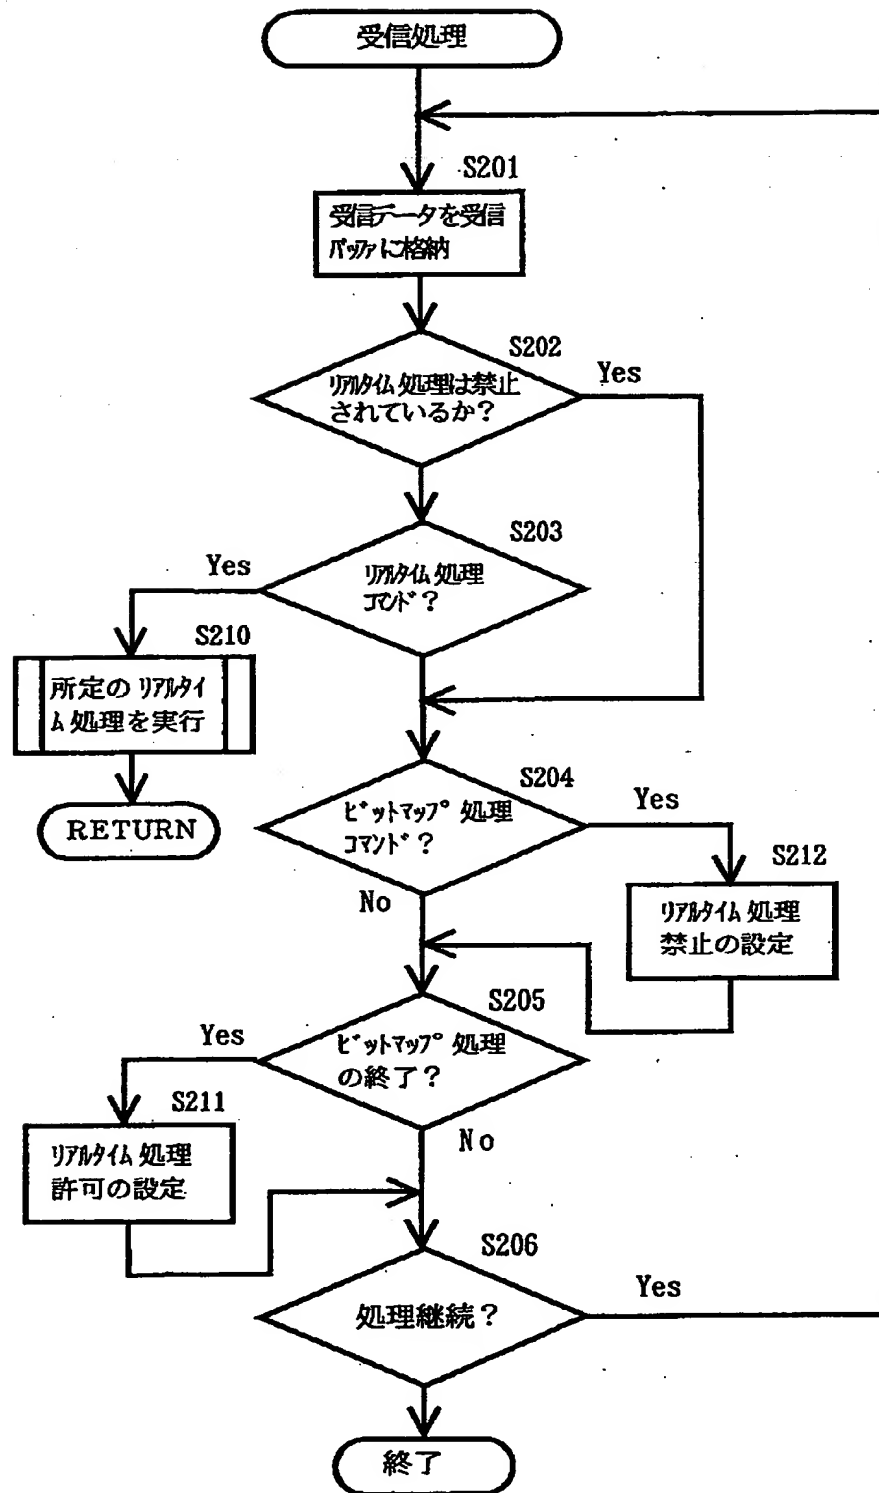 受信処理
S201
受信データを受信
バッファに格納
S202
リアルタイム処理は禁止
されているか？
Yes
S203
リアルタイム処理
コマンド？
Yes
S210
所定のリアルタイ
ム処理を実行
RETURN
S204
ビットマップ処理
コマンド？
Yes
No
S212
リアルタイム処理
禁止の設定
S205
ビットマップ処理
の終了？
Yes
No
S211
リアルタイム処理
許可の設定
S206
処理継続？
Yes
終了